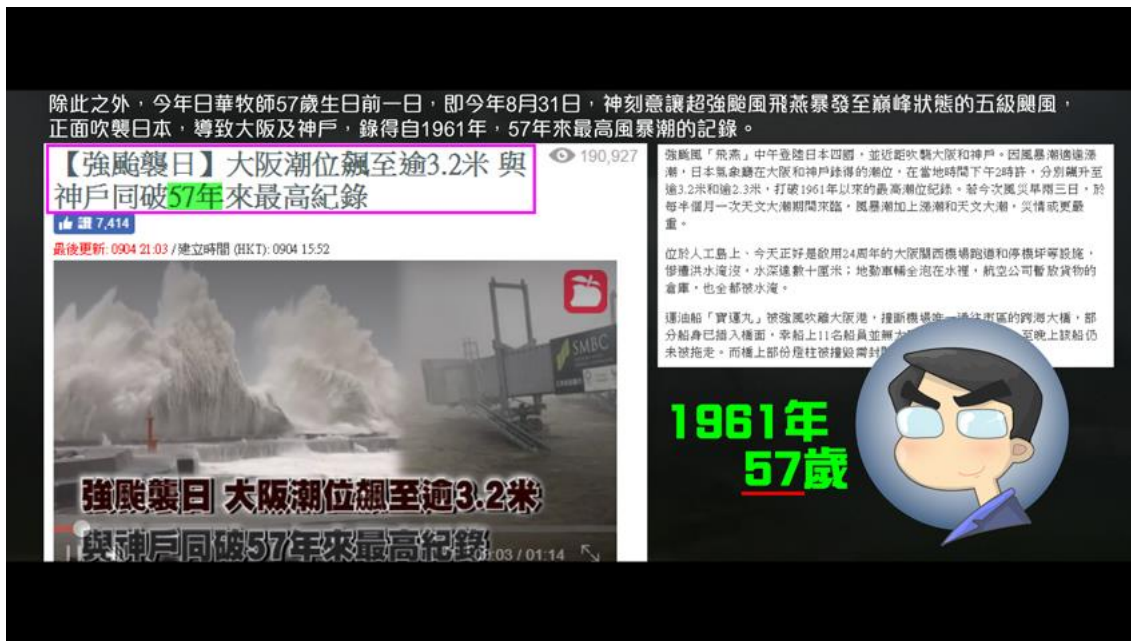 除此之外，今年日華牧師57歲生日前一日，即今年8月31日，神刻意讓超強颱風飛燕暴發至巔峰狀態的五級颶風，
正面吹襲日本，導致大阪及神戶，錄得自1961年，57年來最高風暴潮的記錄。
【強颱襲日】大阪潮位飆至逾3.2米 與
神戶同破57年來最高紀錄
190,927
讚 7,414
最後更新: 0904 21:03 /建立時間 (HKT): 0904 15:52
SMBC
強颱襲日 大阪潮位飆至逾3.2米
與神戶同破57年來最高紀錄
:03 / 01:14
強颱風「飛燕」中午登陸日本四國，並近距吹襲大阪和神戶。因風暴潮適逢漲
潮，日本氣象廳在大阪和神戶錄得的潮位，在當地時間下午2時許，分別飆升至
逾3.2米和逾2.3米，打破1961年以來的最高潮位紀錄。若今次風災早兩三日，於
每半個月一次天文大潮期間來臨，風暴潮加上漲潮和天文大潮，災情或更嚴
重。
位於人工島上、今天正好是啟用24周年的大阪關西機場跑道和停機坪等設施，
慘遭洪水淹沒，水深達數十厘米；地勤車輛全泡在水裡，航空公司暫放貨物的
倉庫，也全都被水淹。
運油船「寶運丸」被強風吹離大阪港，撞斷機場唯一通往市區的跨海大橋，部
分船身已插入橋面，幸船上11名船員並無大 至晚上該船仍
未被拖走。而橋上部份燈柱被撞毀需封
1961年
57歲